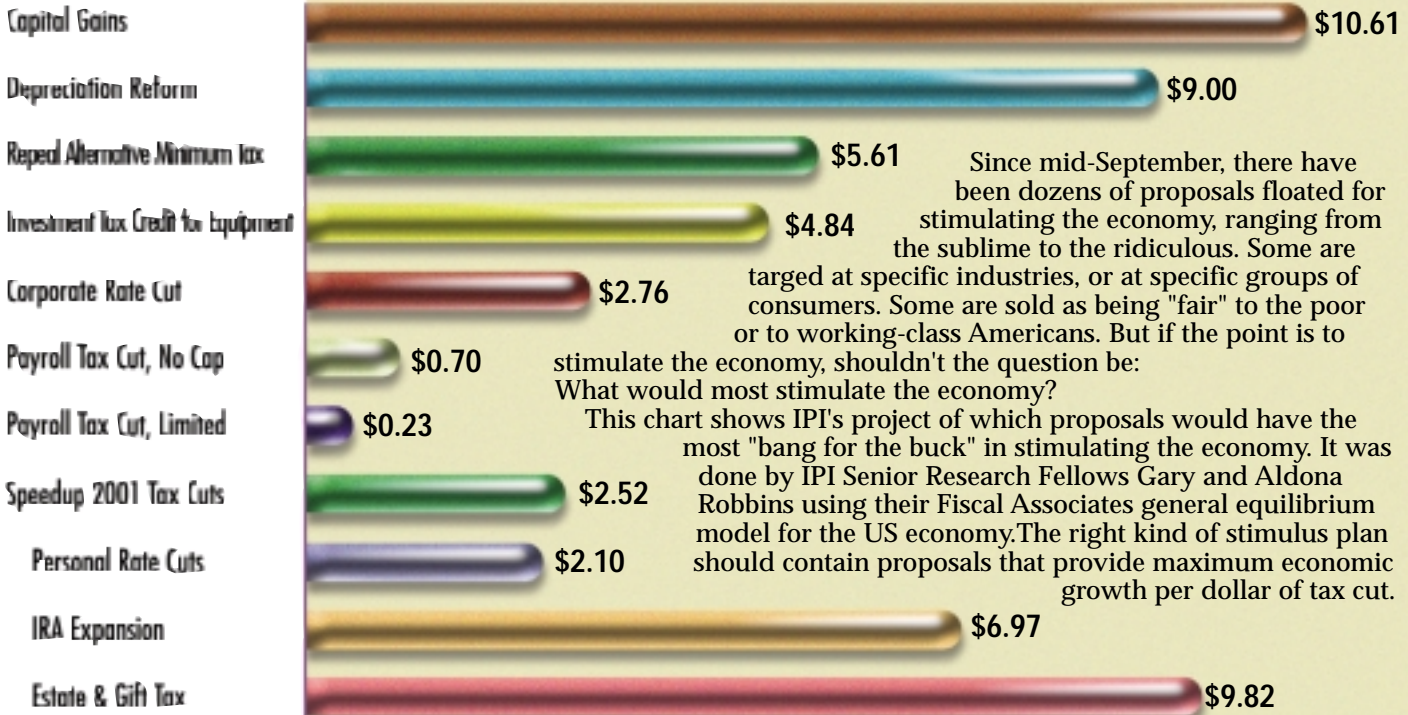 Capital Gains
$10.61
Depreciation Reform
$9.00
Repeal Alternative Minimum Tax
$5.61
Investment Tax Credit for Equipment
$4.84
Corporate Rate Cut
$2.76
Payroll Tax Cut, No Cap
$0.70
Payroll Tax Cut, Limited
$0.23
Speedup 2001 Tax Cuts
$2.52
Personal Rate Cuts
$2.10
IRA Expansion
$6.97
Estate & Gift Tax
$9.82
Since mid-September, there have
been dozens of proposals floated for
stimulating the economy, ranging from
the sublime to the ridiculous. Some are
targed at specific industries, or at specific groups of
consumers. Some are sold as being "fair" to the poor
or to working-class Americans. But if the point is to
stimulate the economy, shouldn't the question be:
What would most stimulate the economy?
This chart shows IPI's project of which proposals would have the
most "bang for the buck" in stimulating the economy. It was
done by IPI Senior Research Fellows Gary and Aldona
Robbins using their Fiscal Associates general equilibrium
model for the US economy.The right kind of stimulus plan
should contain proposals that provide maximum economic
growth per dollar of tax cut.